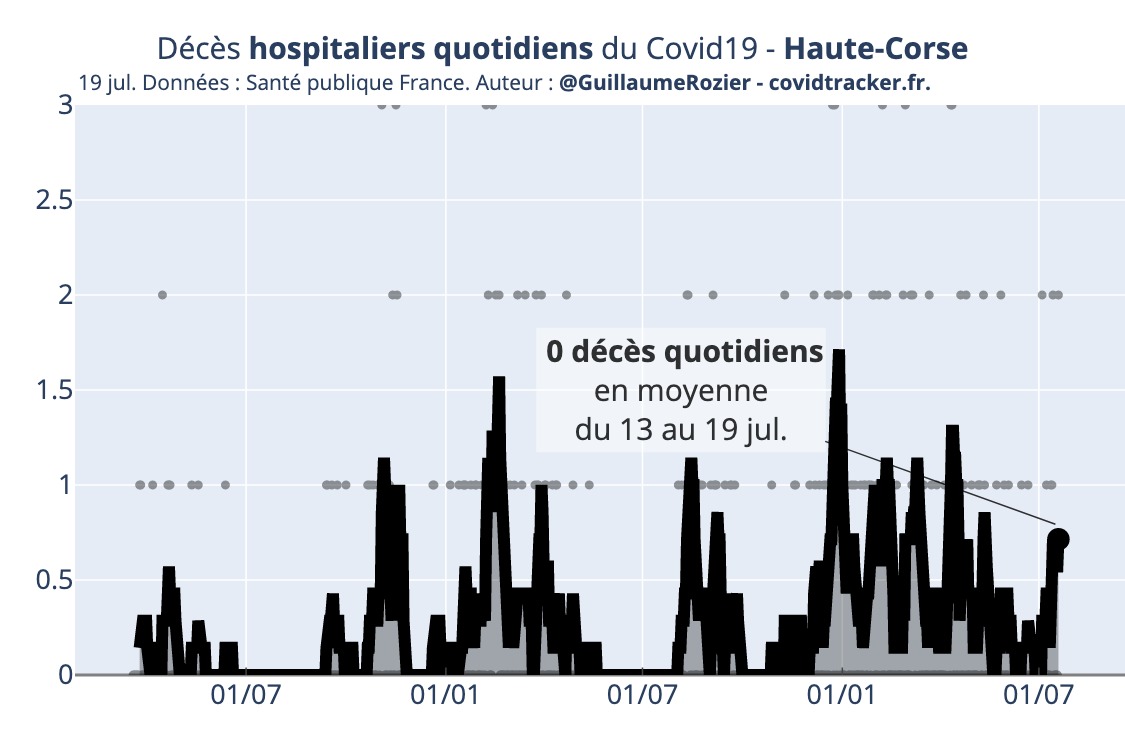 Décès hospitaliers quotidiens du Covid19 - Haute-Corse
19 jul. Données : Santé publique France. Auteur : @GuillaumeRozier - covidtracker.fr.
3
2.5
2
1.5
1
0.5
0
0 décès quotidiens
en moyenne
du 13 au 19 jul.
01/07 01/01 01/07 01/01 01/07